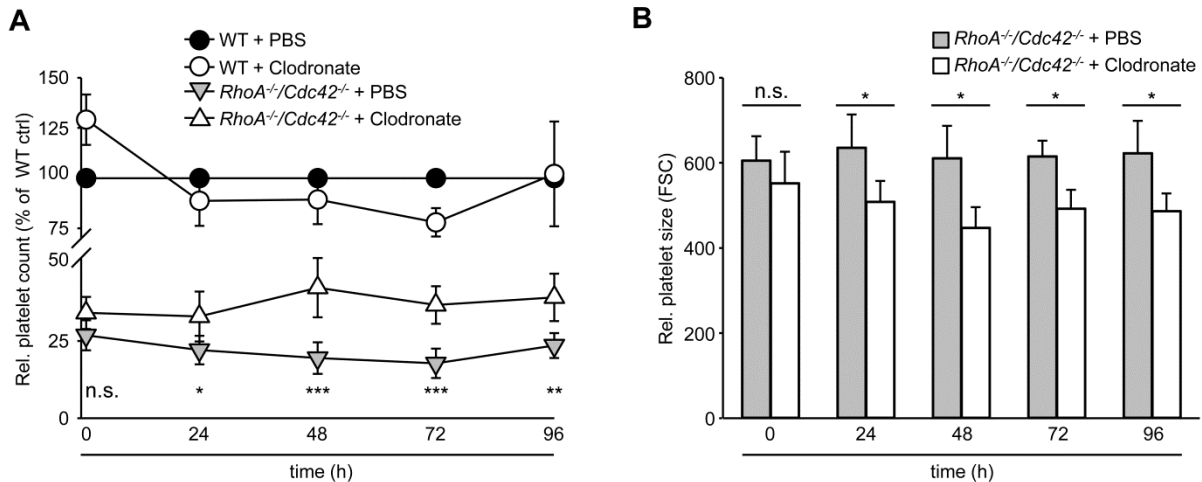 A
WT + PBS
WT + Clodronate
RhoA-/-/Cdc42-/- + PBS
RhoA-/-/Cdc42-/- + Clodronate
Rel. platelet count (% of WT ctrl)
150
125
100
75
50
25
0
n.s. * *** *** **
0 24 48 72 96
time (h)
B
RhoA-/-/Cdc42-/- + PBS
RhoA-/-/Cdc42-/- + Clodronate
Rel. platelet size (FSC)
800
600
400
200
0
n.s. * * * *
0 24 48 72 96
time (h)